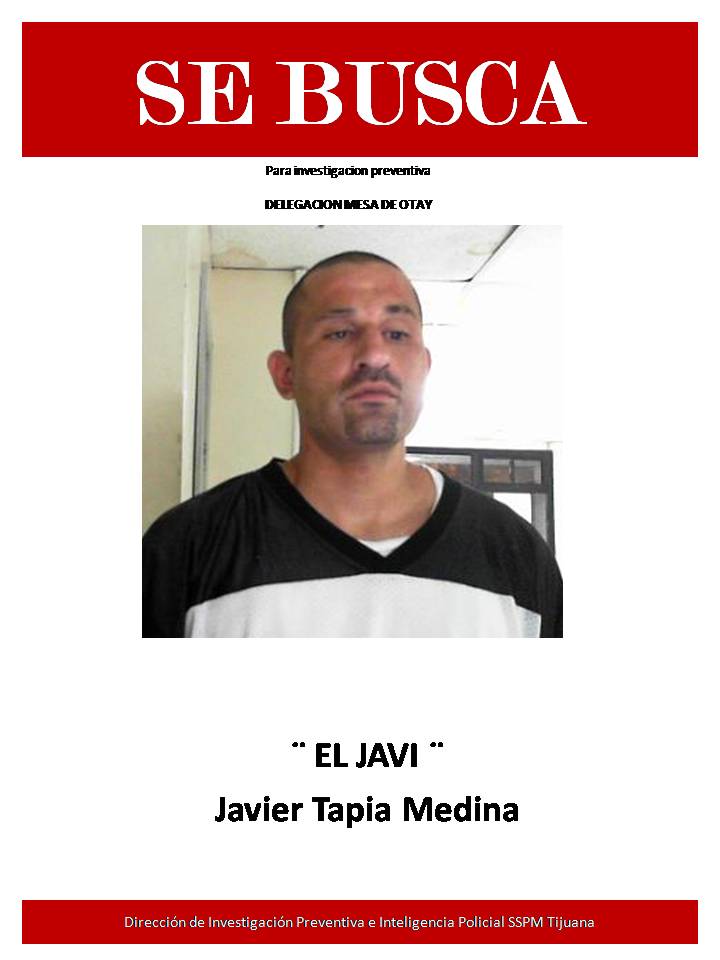 SE BUSCA
Para investigacion preventiva
DELEGACION MESA DE OTAY
¨ EL JAVI ¨
Javier Tapia Medina
Dirección de Investigación Preventiva e Inteligencia Policial SSPM Tijuana